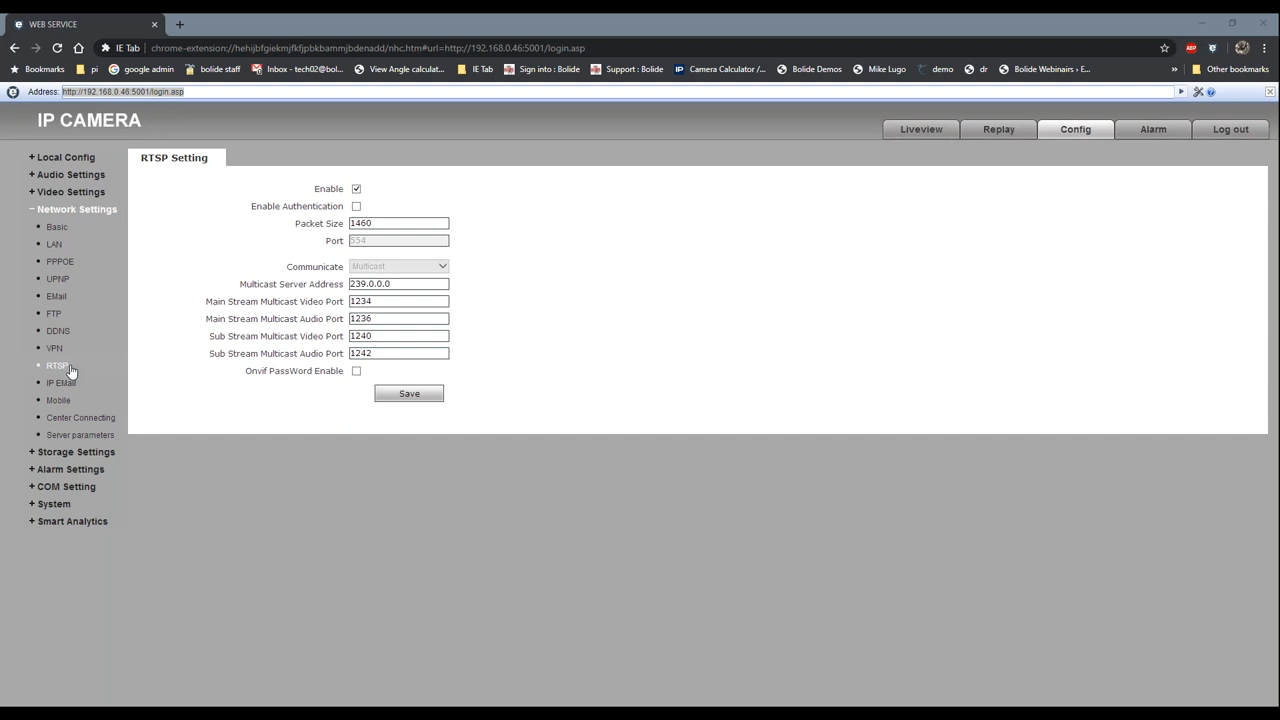 WEB SERVICE
IE Tab chrome-extension://hehijbfgiekmjfkfjpbkbammjbdenadd/nhc.htm#url=http://192.168.0.46:5001/login.asp
Bookmarks pi google admin bolide staff Inbox - tech02@bol... View Angle calculat... IE Tab Sign into : Bolide Support : Bolide Camera Calculator /... Bolide Demos Mike Lugo demo dr Bolide Webinairs › E... » Other bookmarks
Address: http://192.168.0.46:5001/login.asp
IP CAMERA
Liveview Replay Config Alarm Log out
+ Local Config
+ Audio Settings
+ Video Settings
− Network Settings
Basic
LAN
PPPOE
UPNP
EMail
FTP
DDNS
VPN
RTSP
IP EMail
Mobile
Center Connecting
Server parameters
+ Storage Settings
+ Alarm Settings
+ COM Setting
+ System
+ Smart Analytics
RTSP Setting
Enable
Enable Authentication
Packet Size 1460
Port 554
Communicate Multicast
Multicast Server Address 239.0.0.0
Main Stream Multicast Video Port 1234
Main Stream Multicast Audio Port 1236
Sub Stream Multicast Video Port 1240
Sub Stream Multicast Audio Port 1242
Onvif PassWord Enable
Save